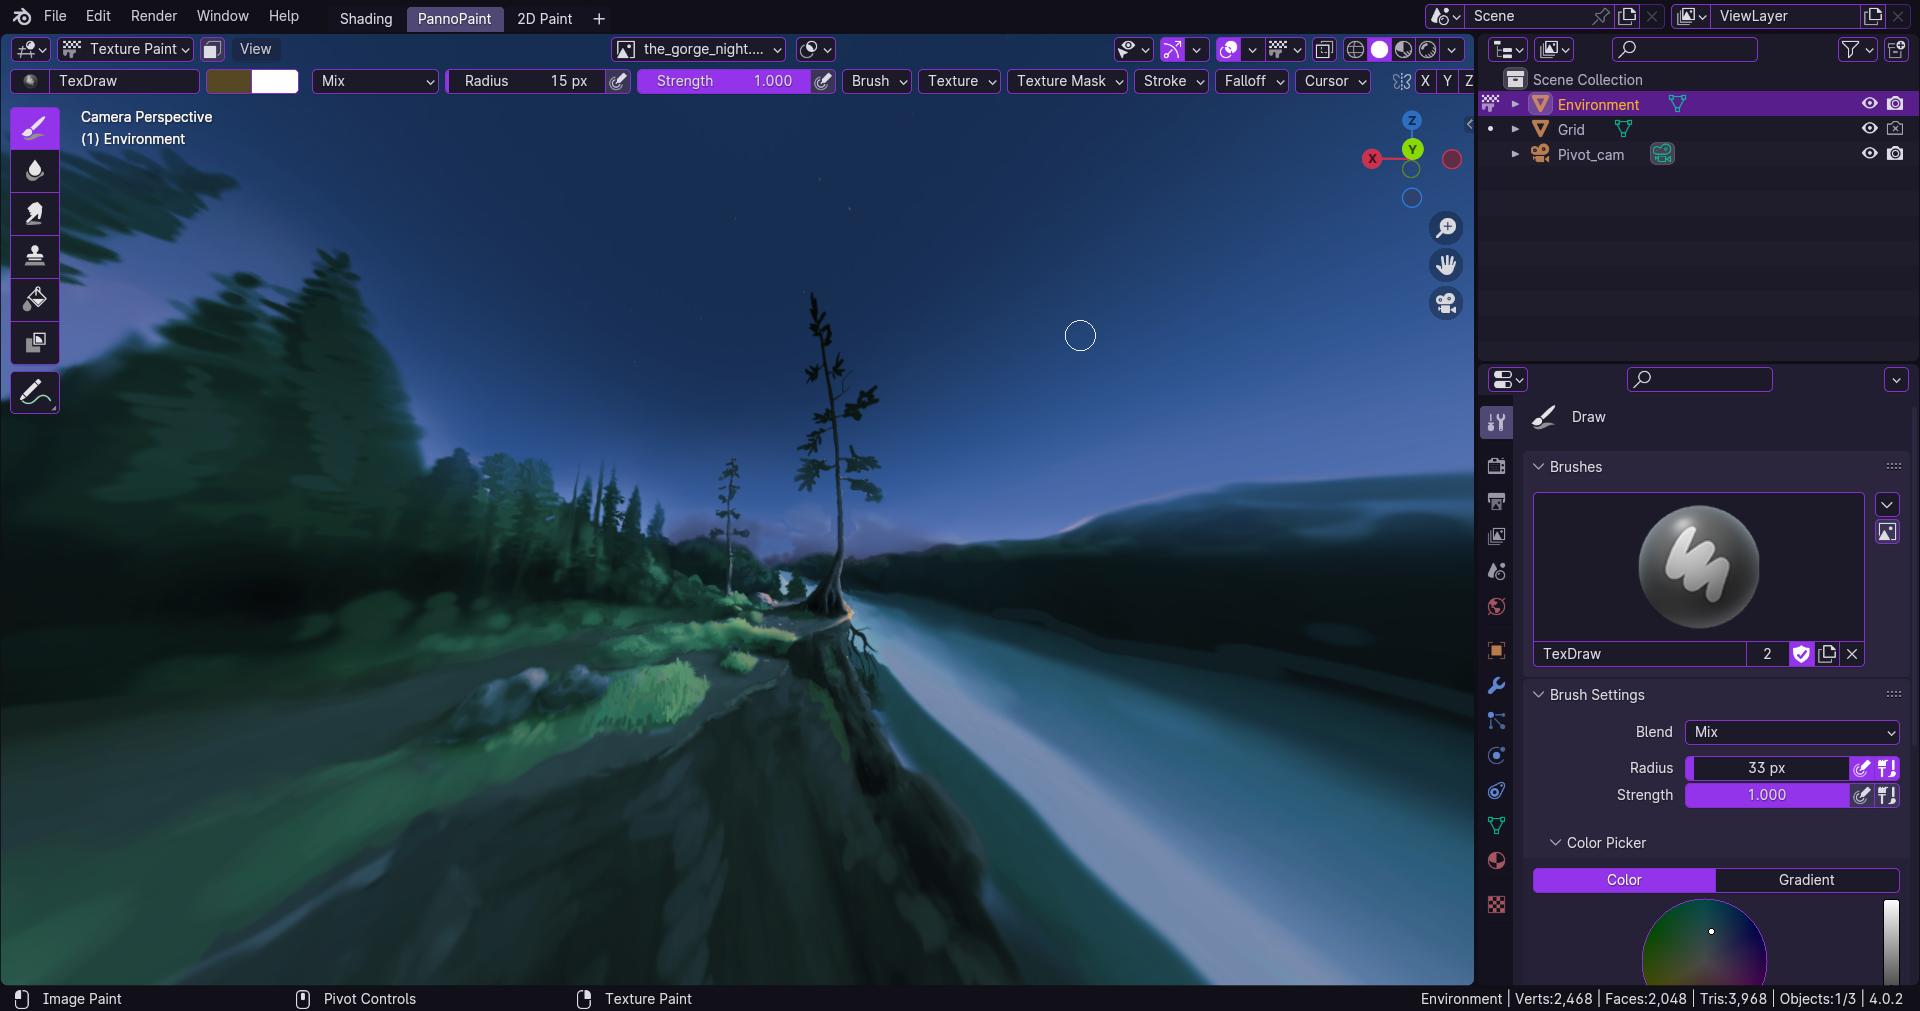 File Edit Render Window Help Shading PannoPaint 2D Paint + Scene ViewLayer
Texture Paint View the_gorge_night....
TexDraw Mix Radius 15 px Strength 1.000 Brush Texture Texture Mask Stroke Falloff Cursor X Y Z
Camera Perspective
(1) Environment
Z
Y
X
Scene Collection
Environment
Grid
Pivot_cam
Draw
Brushes
TexDraw 2
Brush Settings
Blend Mix
Radius 33 px
Strength 1.000
Color Picker
Color Gradient
Image Paint Pivot Controls Texture Paint Environment | Verts:2,468 | Faces:2,048 | Tris:3,968 | Objects:1/3 | 4.0.2